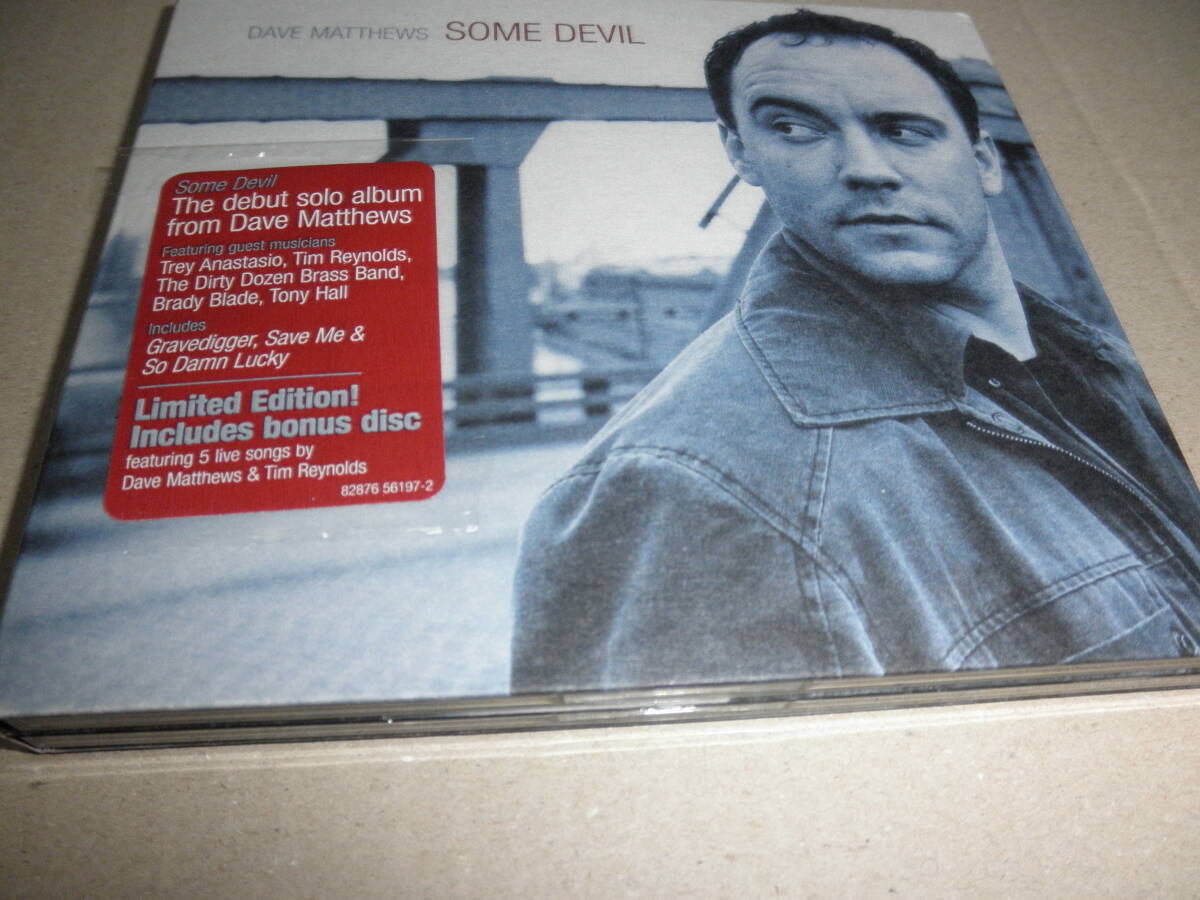 DAVE MATTHEWS SOME DEVIL
Some Devil
The debut solo album
from Dave Matthews
Featuring guest musicians
Trey Anastasio, Tim Reynolds,
The Dirty Dozen Brass Band,
Brady Blade, Tony Hall
Includes
Gravedigger, Save Me &
So Damn Lucky
Limited Edition!
Includes bonus disc
featuring 5 live songs by
Dave Matthews & Tim Reynolds
82876 56197-2